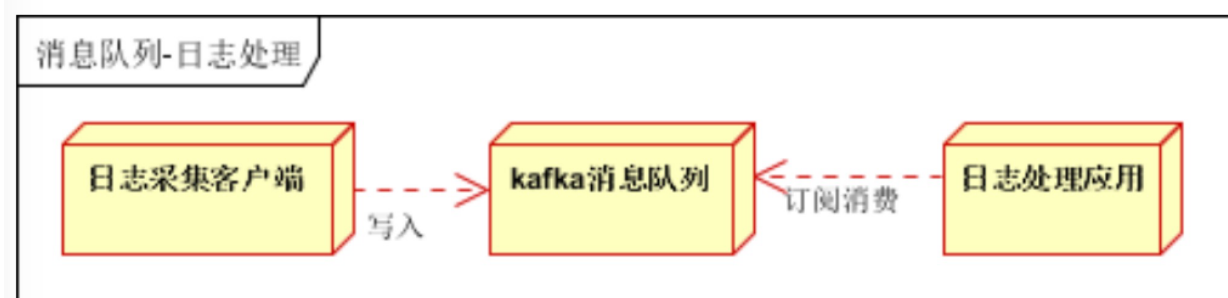 消息队列-日志处理
日志采集客户端
写入
kafka消息队列
订阅消费
日志处理应用